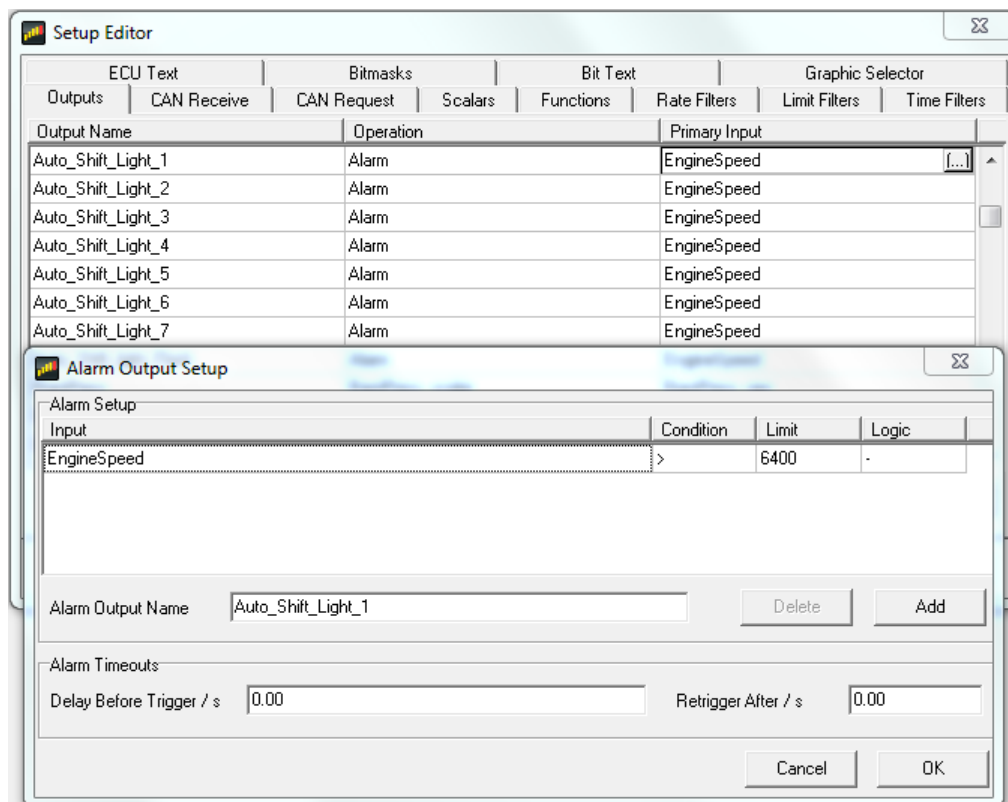 Setup Editor
ECU Text Bitmasks Bit Text Graphic Selector
Outputs CAN Receive CAN Request Scalars Functions Rate Filters Limit Filters Time Filters
Output Name Operation Primary Input
Auto_Shift_Light_1 Alarm EngineSpeed (...)
Auto_Shift_Light_2 Alarm EngineSpeed
Auto_Shift_Light_3 Alarm EngineSpeed
Auto_Shift_Light_4 Alarm EngineSpeed
Auto_Shift_Light_5 Alarm EngineSpeed
Auto_Shift_Light_6 Alarm EngineSpeed
Auto_Shift_Light_7 Alarm EngineSpeed
Alarm Output Setup
Alarm Setup
Input Condition Limit Logic
EngineSpeed > 6400 -
Alarm Output Name Auto_Shift_Light_1 Delete Add
Alarm Timeouts
Delay Before Trigger / s 0.00 Retrigger After / s 0.00
Cancel OK